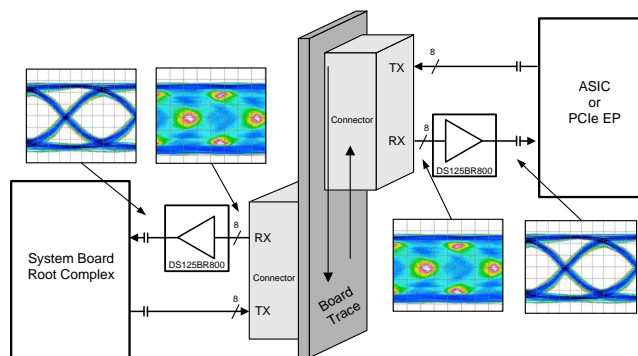 8
TX
ASIC
or
PCIe EP
Connector
8
RX
DS125BR800
8
RX
System Board
Root Complex
DS125BR800
Connector
8
TX
Board
Trace